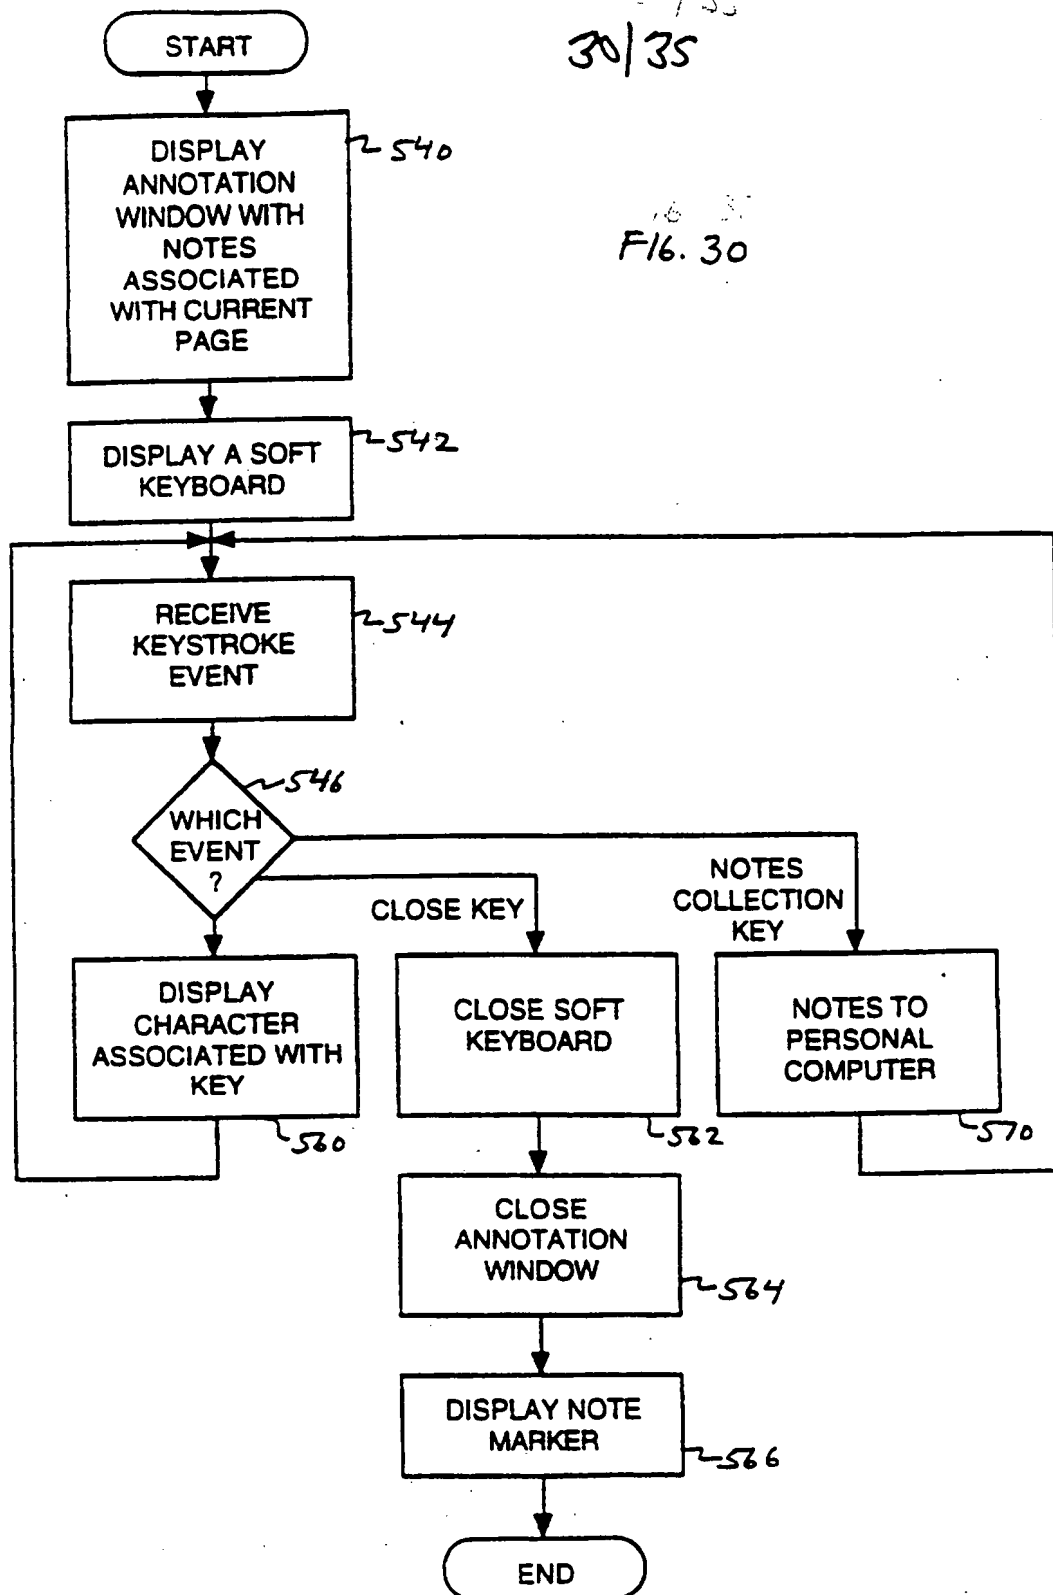 START
30/35
DISPLAY
ANNOTATION
WINDOW WITH
NOTES
ASSOCIATED
WITH CURRENT
PAGE
540
FIG. 30
DISPLAY A SOFT
KEYBOARD
542
RECEIVE
KEYSTROKE
EVENT
544
WHICH
EVENT
?
546
CLOSE KEY
NOTES
COLLECTION
KEY
DISPLAY
CHARACTER
ASSOCIATED WITH
KEY
560
CLOSE SOFT
KEYBOARD
562
NOTES TO
PERSONAL
COMPUTER
570
CLOSE
ANNOTATION
WINDOW
564
DISPLAY NOTE
MARKER
566
END